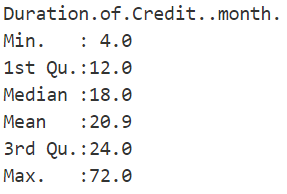 Duration.of.Credit..month.
Min.   : 4.0
1st Qu.:12.0
Median :18.0
Mean   :20.9
3rd Qu.:24.0
Max.   :72.0